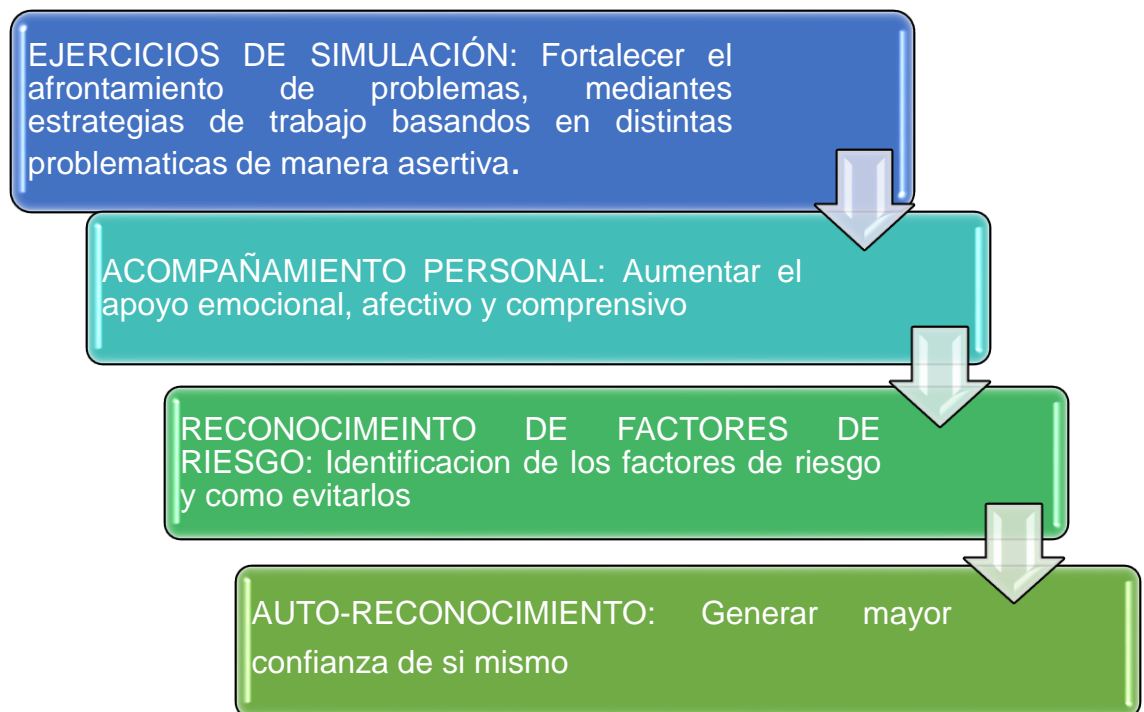 EJERCICIOS DE SIMULACIÓN: Fortalecer el
afrontamiento de problemas, mediantes
estrategias de trabajo basandos en distintas
problematicas de manera asertiva.
ACOMPAÑAMIENTO PERSONAL: Aumentar el
apoyo emocional, afectivo y comprensivo
RECONOCIMEINTO DE FACTORES DE
RIESGO: Identificacion de los factores de riesgo
y como evitarlos
AUTO-RECONOCIMIENTO: Generar mayor
confianza de si mismo